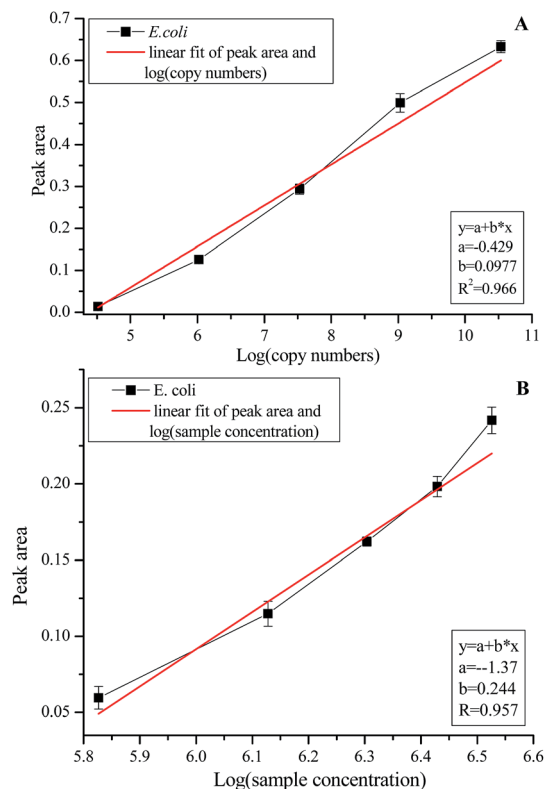 A
E.coli
linear fit of peak area and
log(copy numbers)
0.7
0.6
0.5
0.4
0.3
0.2
0.1
0.0
Peak area
y=a+b*x
a=-0.429
b=0.0977
R²=0.966
5 6 7 8 9 10 11
Log(copy numbers)
B
E. coli
linear fit of peak area and
log(sample concentration)
0.25
0.20
0.15
0.10
0.05
Peak area
y=a+b*x
a=--1.37
b=0.244
R=0.957
5.8 5.9 6.0 6.1 6.2 6.3 6.4 6.5 6.6
Log(sample concentration)